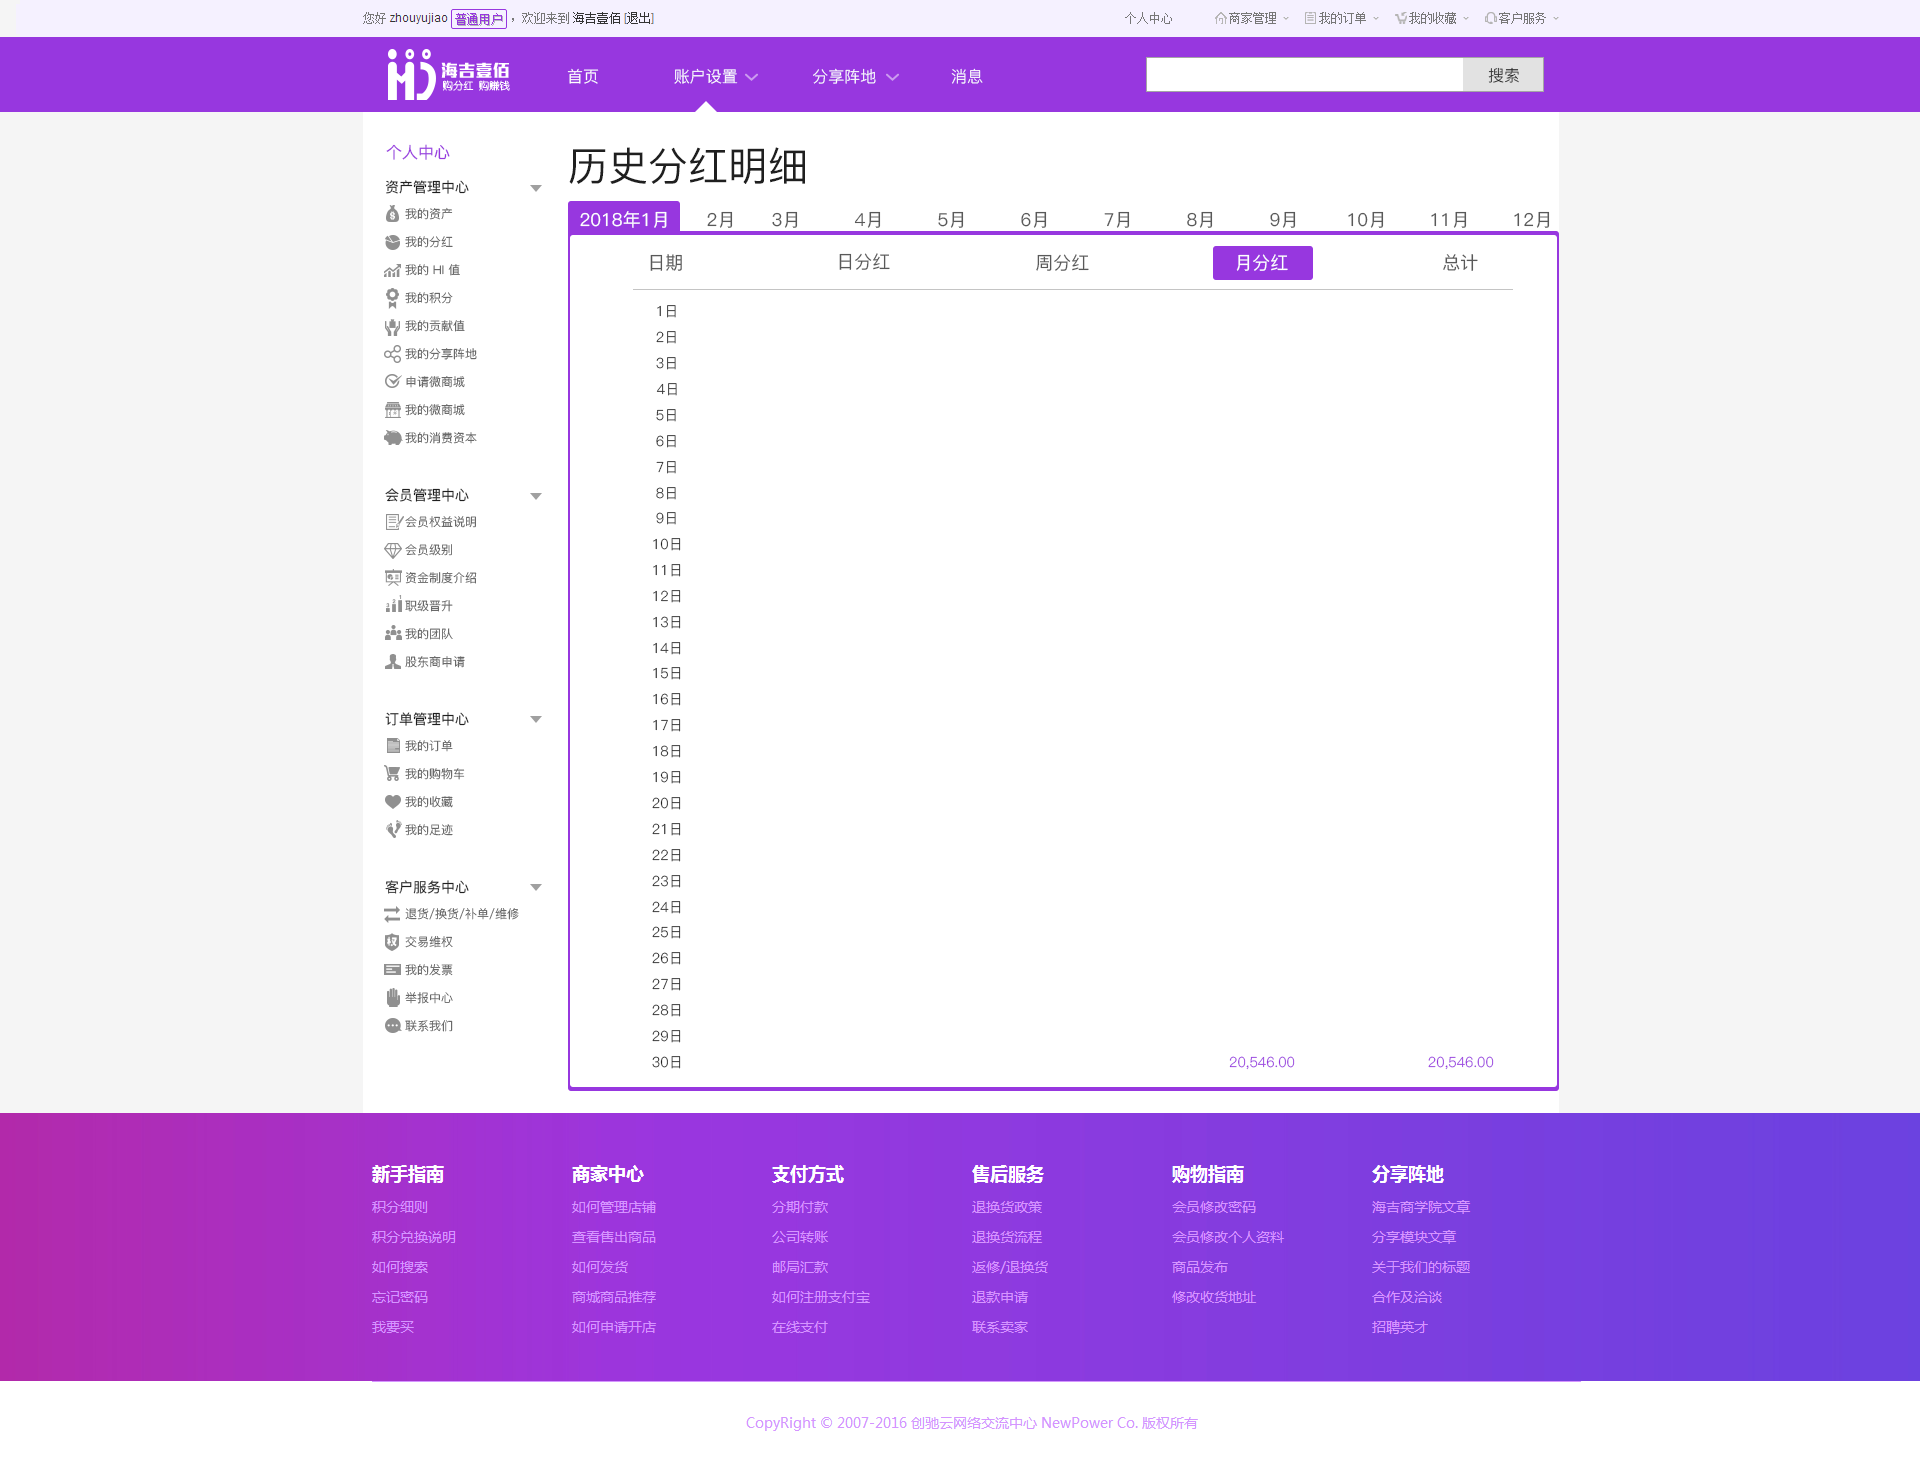 您好 zhouyujiao 普通用户，欢迎来到 海吉壹佰 [退出]
个人中心 商家管理 我的订单 我的收藏 客户服务
海吉壹佰
购分红 购赚钱
首页 账户设置 分享阵地 消息 搜索
个人中心
资产管理中心
我的资产
我的分红
我的 HI 值
我的积分
我的贡献值
我的分享阵地
申请微商城
我的微商城
我的消费资本
会员管理中心
会员权益说明
会员级别
资金制度介绍
职级晋升
我的团队
股东商申请
订单管理中心
我的订单
我的购物车
我的收藏
我的足迹
客户服务中心
退货/换货/补单/维修
交易维权
我的发票
举报中心
联系我们
历史分红明细
2018年1月 2月 3月 4月 5月 6月 7月 8月 9月 10月 11月 12月
日期 日分红 周分红 月分红 总计
1日
2日
3日
4日
5日
6日
7日
8日
9日
10日
11日
12日
13日
14日
15日
16日
17日
18日
19日
20日
21日
22日
23日
24日
25日
26日
27日
28日
29日
30日 20,546.00 20,546.00
新手指南
积分细则
积分兑换说明
如何搜索
忘记密码
我要买
商家中心
如何管理店铺
查看售出商品
如何发货
商城商品推荐
如何申请开店
支付方式
分期付款
公司转账
邮局汇款
如何注册支付宝
在线支付
售后服务
退换货政策
退换货流程
返修/退换货
退款申请
联系卖家
购物指南
会员修改密码
会员修改个人资料
商品发布
修改收货地址
分享阵地
海吉商学院文章
分享模块文章
关于我们的标题
合作及洽谈
招聘英才
CopyRight © 2007-2016 创驰云网络交流中心 NewPower Co. 版权所有